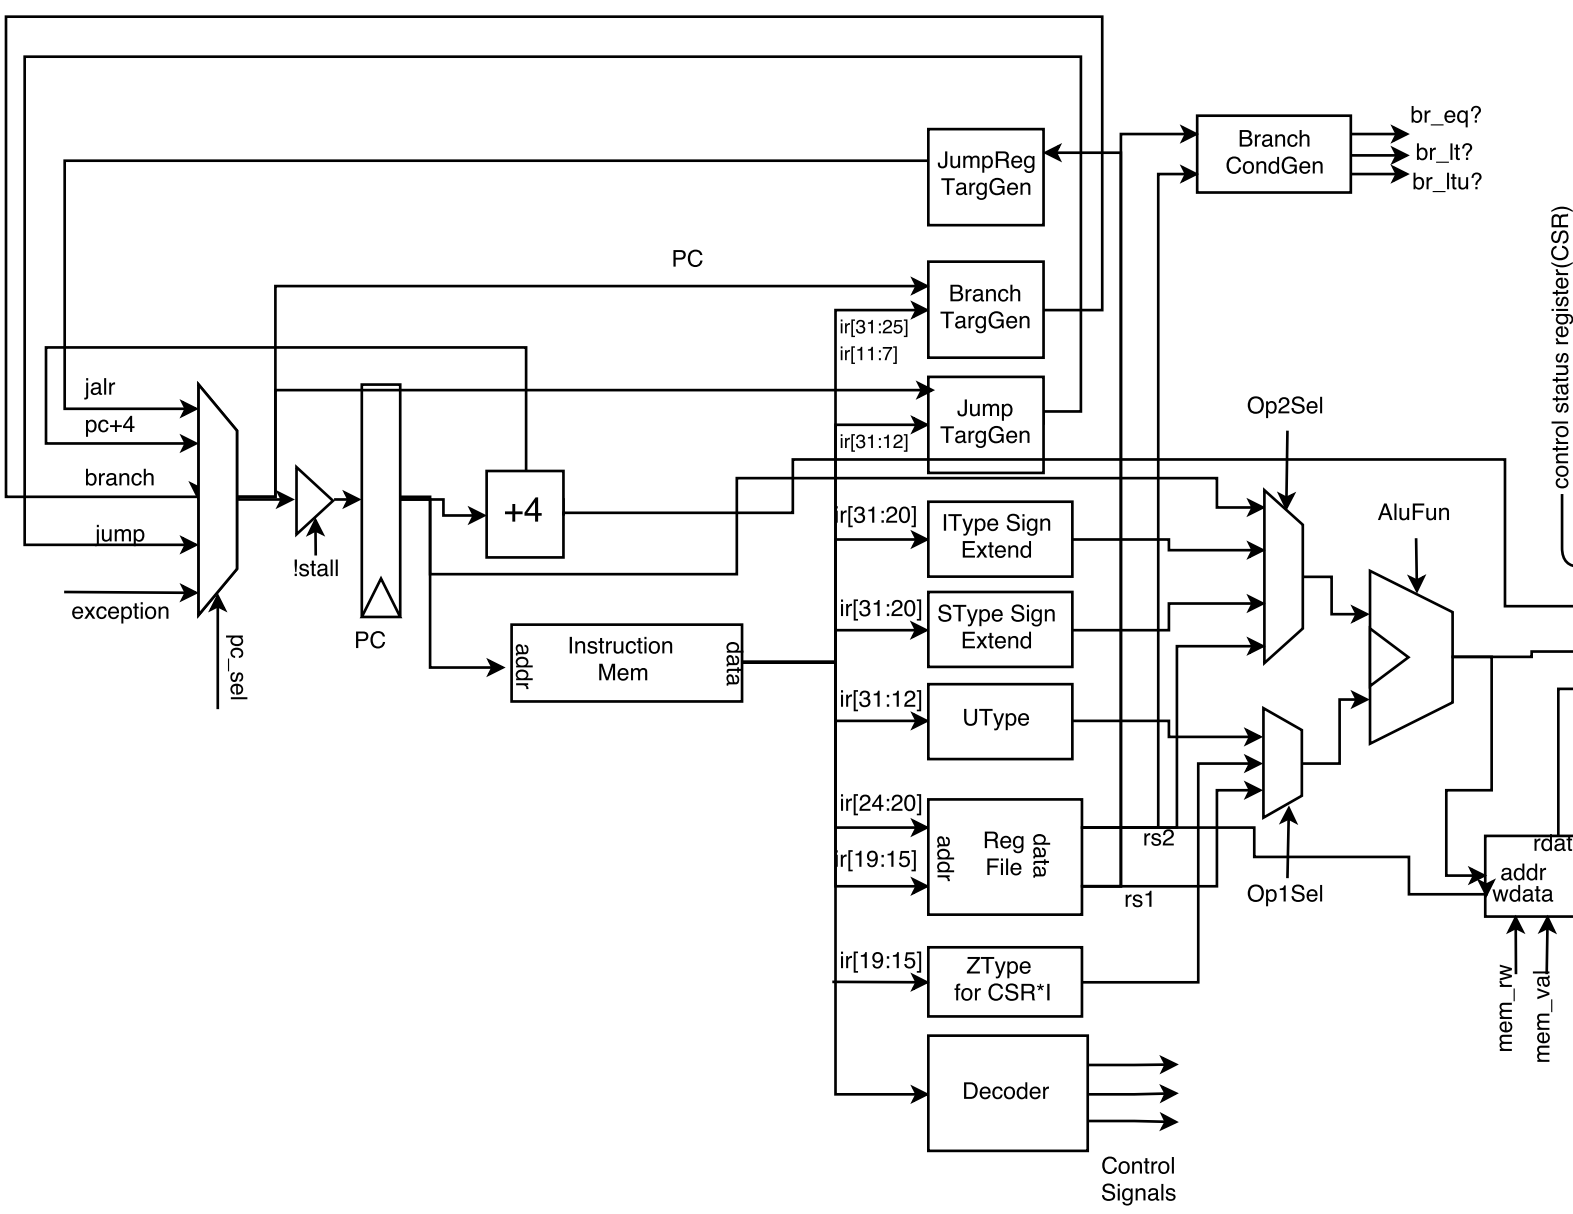 br_eq?
Branch
CondGen
br_lt?
br_ltu?
JumpReg
TargGen
control status register(CSR)
PC
Branch
TargGen
ir[31:25]
ir[11:7]
jalr
pc+4
Jump
TargGen
ir[31:12]
Op2Sel
branch
+4
ir[31:20]
IType Sign
Extend
AluFun
jump
!stall
exception
PC
pc_sel
ir[31:20]
SType Sign
Extend
addr
Instruction
Mem
data
ir[31:12]
UType
ir[24:20]
ir[19:15]
addr
Reg
File
data
rs2
rs1
Op1Sel
rdat
addr
wdata
ir[19:15]
ZType
for CSR*I
mem_rw
mem_val
Decoder
Control
Signals